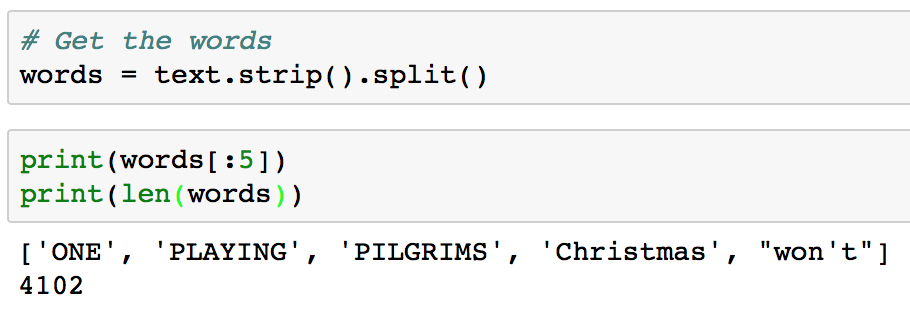 # Get the words
words = text.strip().split()
print(words[:5])
print(len(words))
['ONE', 'PLAYING', 'PILGRIMS', 'Christmas', "won't"]
4102